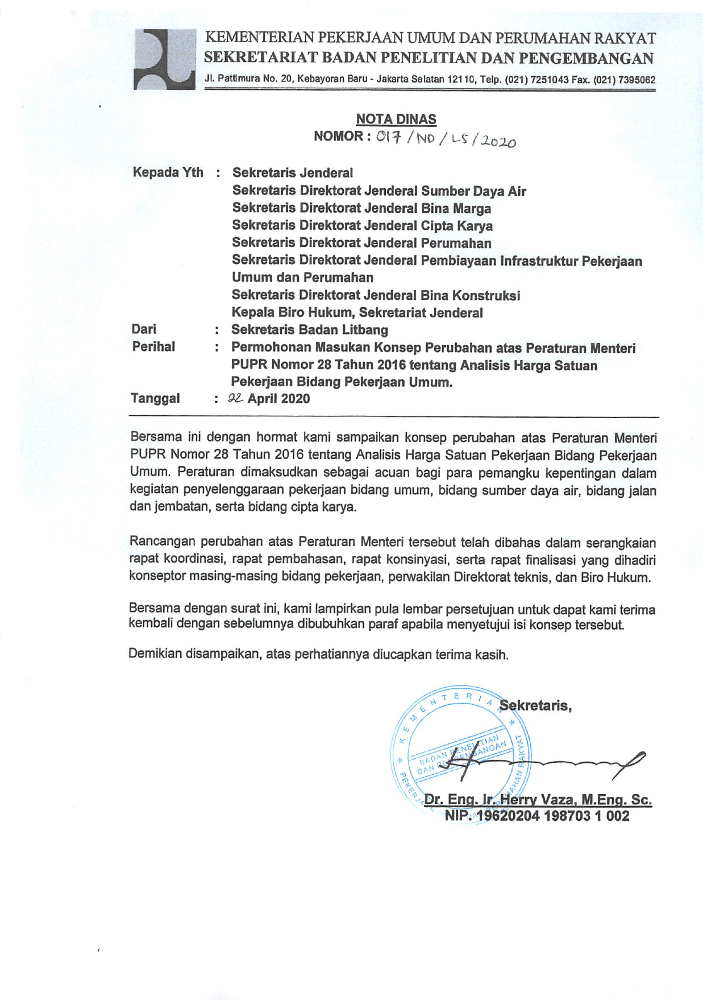 KEMENTERIAN PEKERJAAN UMUM DAN PERUMAHAN RAKYAT
SEKRETARIAT BADAN PENELITIAN DAN PENGEMBANGAN
Jl. Pattimura No. 20, Kebayoran Baru - Jakarta Selatan 12110, Telp. (021) 7251043 Fax. (021) 7395062
NOTA DINAS
NOMOR : 017 / ND / LS / 2020
Kepada Yth : Sekretaris Jenderal
Sekretaris Direktorat Jenderal Sumber Daya Air
Sekretaris Direktorat Jenderal Bina Marga
Sekretaris Direktorat Jenderal Cipta Karya
Sekretaris Direktorat Jenderal Perumahan
Sekretaris Direktorat Jenderal Pembiayaan Infrastruktur Pekerjaan
Umum dan Perumahan
Sekretaris Direktorat Jenderal Bina Konstruksi
Kepala Biro Hukum, Sekretariat Jenderal
Dari : Sekretaris Badan Litbang
Perihal : Permohonan Masukan Konsep Perubahan atas Peraturan Menteri
PUPR Nomor 28 Tahun 2016 tentang Analisis Harga Satuan
Pekerjaan Bidang Pekerjaan Umum.
Tanggal : 22 April 2020
Bersama ini dengan hormat kami sampaikan konsep perubahan atas Peraturan Menteri
PUPR Nomor 28 Tahun 2016 tentang Analisis Harga Satuan Pekerjaan Bidang Pekerjaan
Umum. Peraturan dimaksudkan sebagai acuan bagi para pemangku kepentingan dalam
kegiatan penyelenggaraan pekerjaan bidang umum, bidang sumber daya air, bidang jalan
dan jembatan, serta bidang cipta karya.
Rancangan perubahan atas Peraturan Menteri tersebut telah dibahas dalam serangkaian
rapat koordinasi, rapat pembahasan, rapat konsinyasi, serta rapat finalisasi yang dihadiri
konseptor masing-masing bidang pekerjaan, perwakilan Direktorat teknis, dan Biro Hukum.
Bersama dengan surat ini, kami lampirkan pula lembar persetujuan untuk dapat kami terima
kembali dengan sebelumnya dibubuhkan paraf apabila menyetujui isi konsep tersebut.
Demikian disampaikan, atas perhatiannya diucapkan terima kasih.
Sekretaris,
KEMENTERIAN
BADAN PENELITIAN
DAN PENGEMBANGAN
PEKERJAAN UMUM DAN PERUMAHAN RAKYAT
Dr. Eng. Ir. Herry Vaza, M.Eng. Sc.
NIP. 19620204 198703 1 002